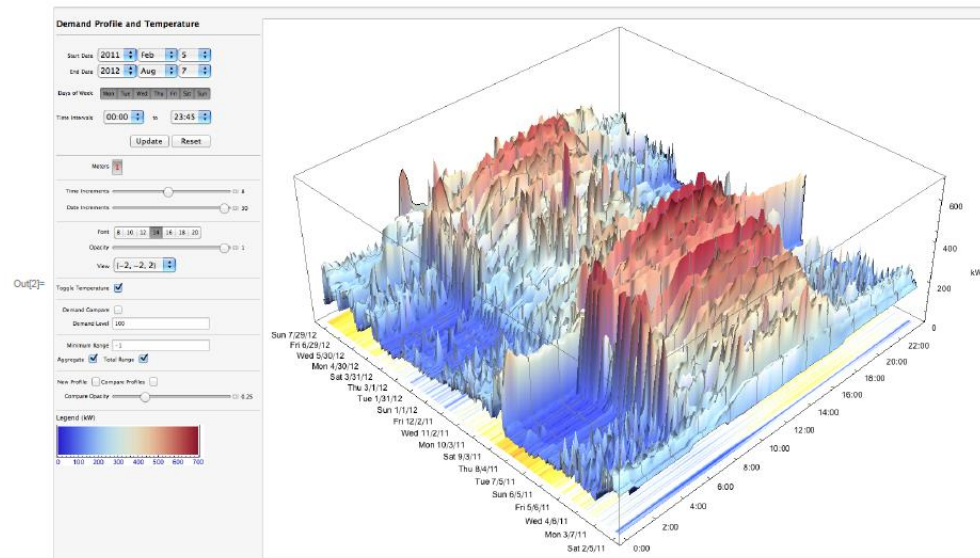 Demand Profile and Temperature
Start Date 2011 Feb 5
End Date 2012 Aug 7
Days of Week Mon Tue Wed Thu Fri Sat Sun
Time Intervals 00:00 to 23:45
Update Reset
Meters 1
Time Increments 8
Date Increments 30
Font 8 10 12 14 16 18 20
Opacity 1
View {-2, -2, 2}
Out[2]=
Toggle Temperature
Demand Compare
Demand Level 100
Minimum Range -1
Aggregate Total Range
New Profile Compare Profiles
Compare Opacity 0.25
Legend (kW)
0 100 200 300 400 500 600 700
600
400
kW
200
0
Sun 7/29/12
Fri 6/29/12
Wed 5/30/12
Mon 4/30/12
Sat 3/31/12
Thu 3/1/12
Tue 1/31/12
Sun 1/1/12
Fri 12/2/11
Wed 11/2/11
Mon 10/3/11
Sat 9/3/11
Thu 8/4/11
Tue 7/5/11
Sun 6/5/11
Fri 5/6/11
Wed 4/6/11
Mon 3/7/11
Sat 2/5/11
22:00
20:00
18:00
16:00
14:00
12:00
10:00
8:00
6:00
4:00
2:00
0:00